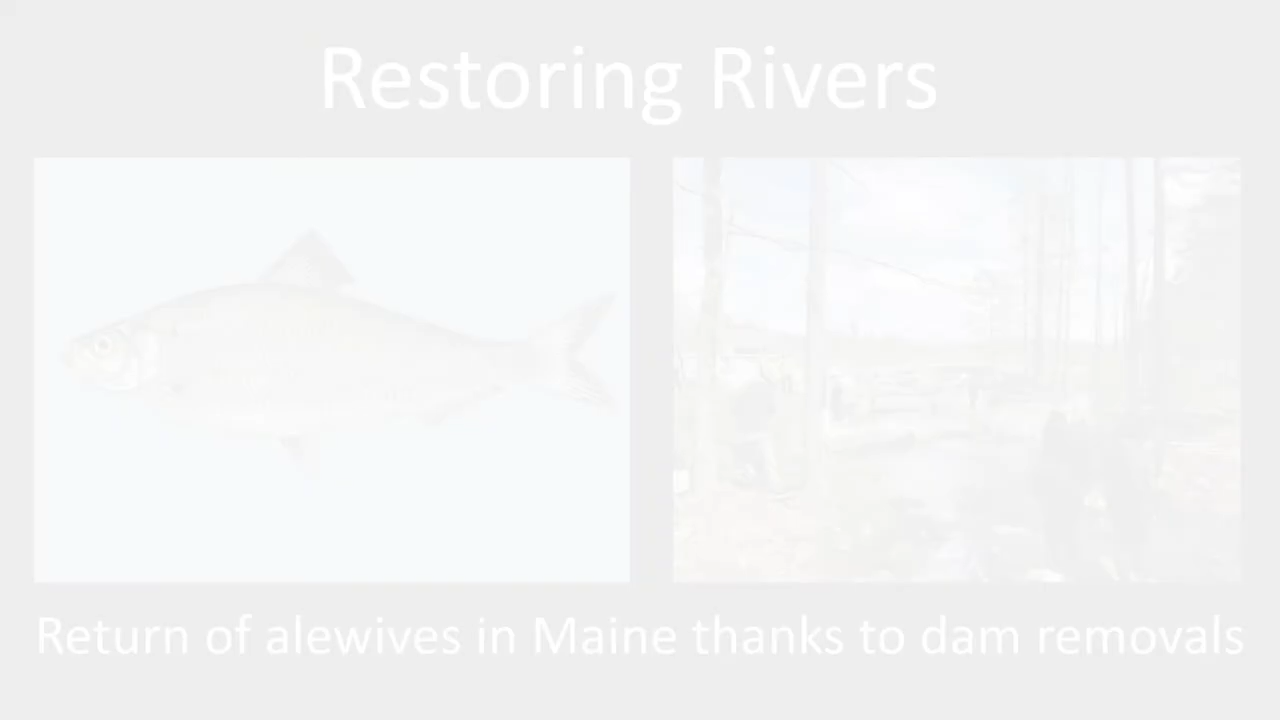 Restoring Rivers
Return of alewives in Maine thanks to dam removals